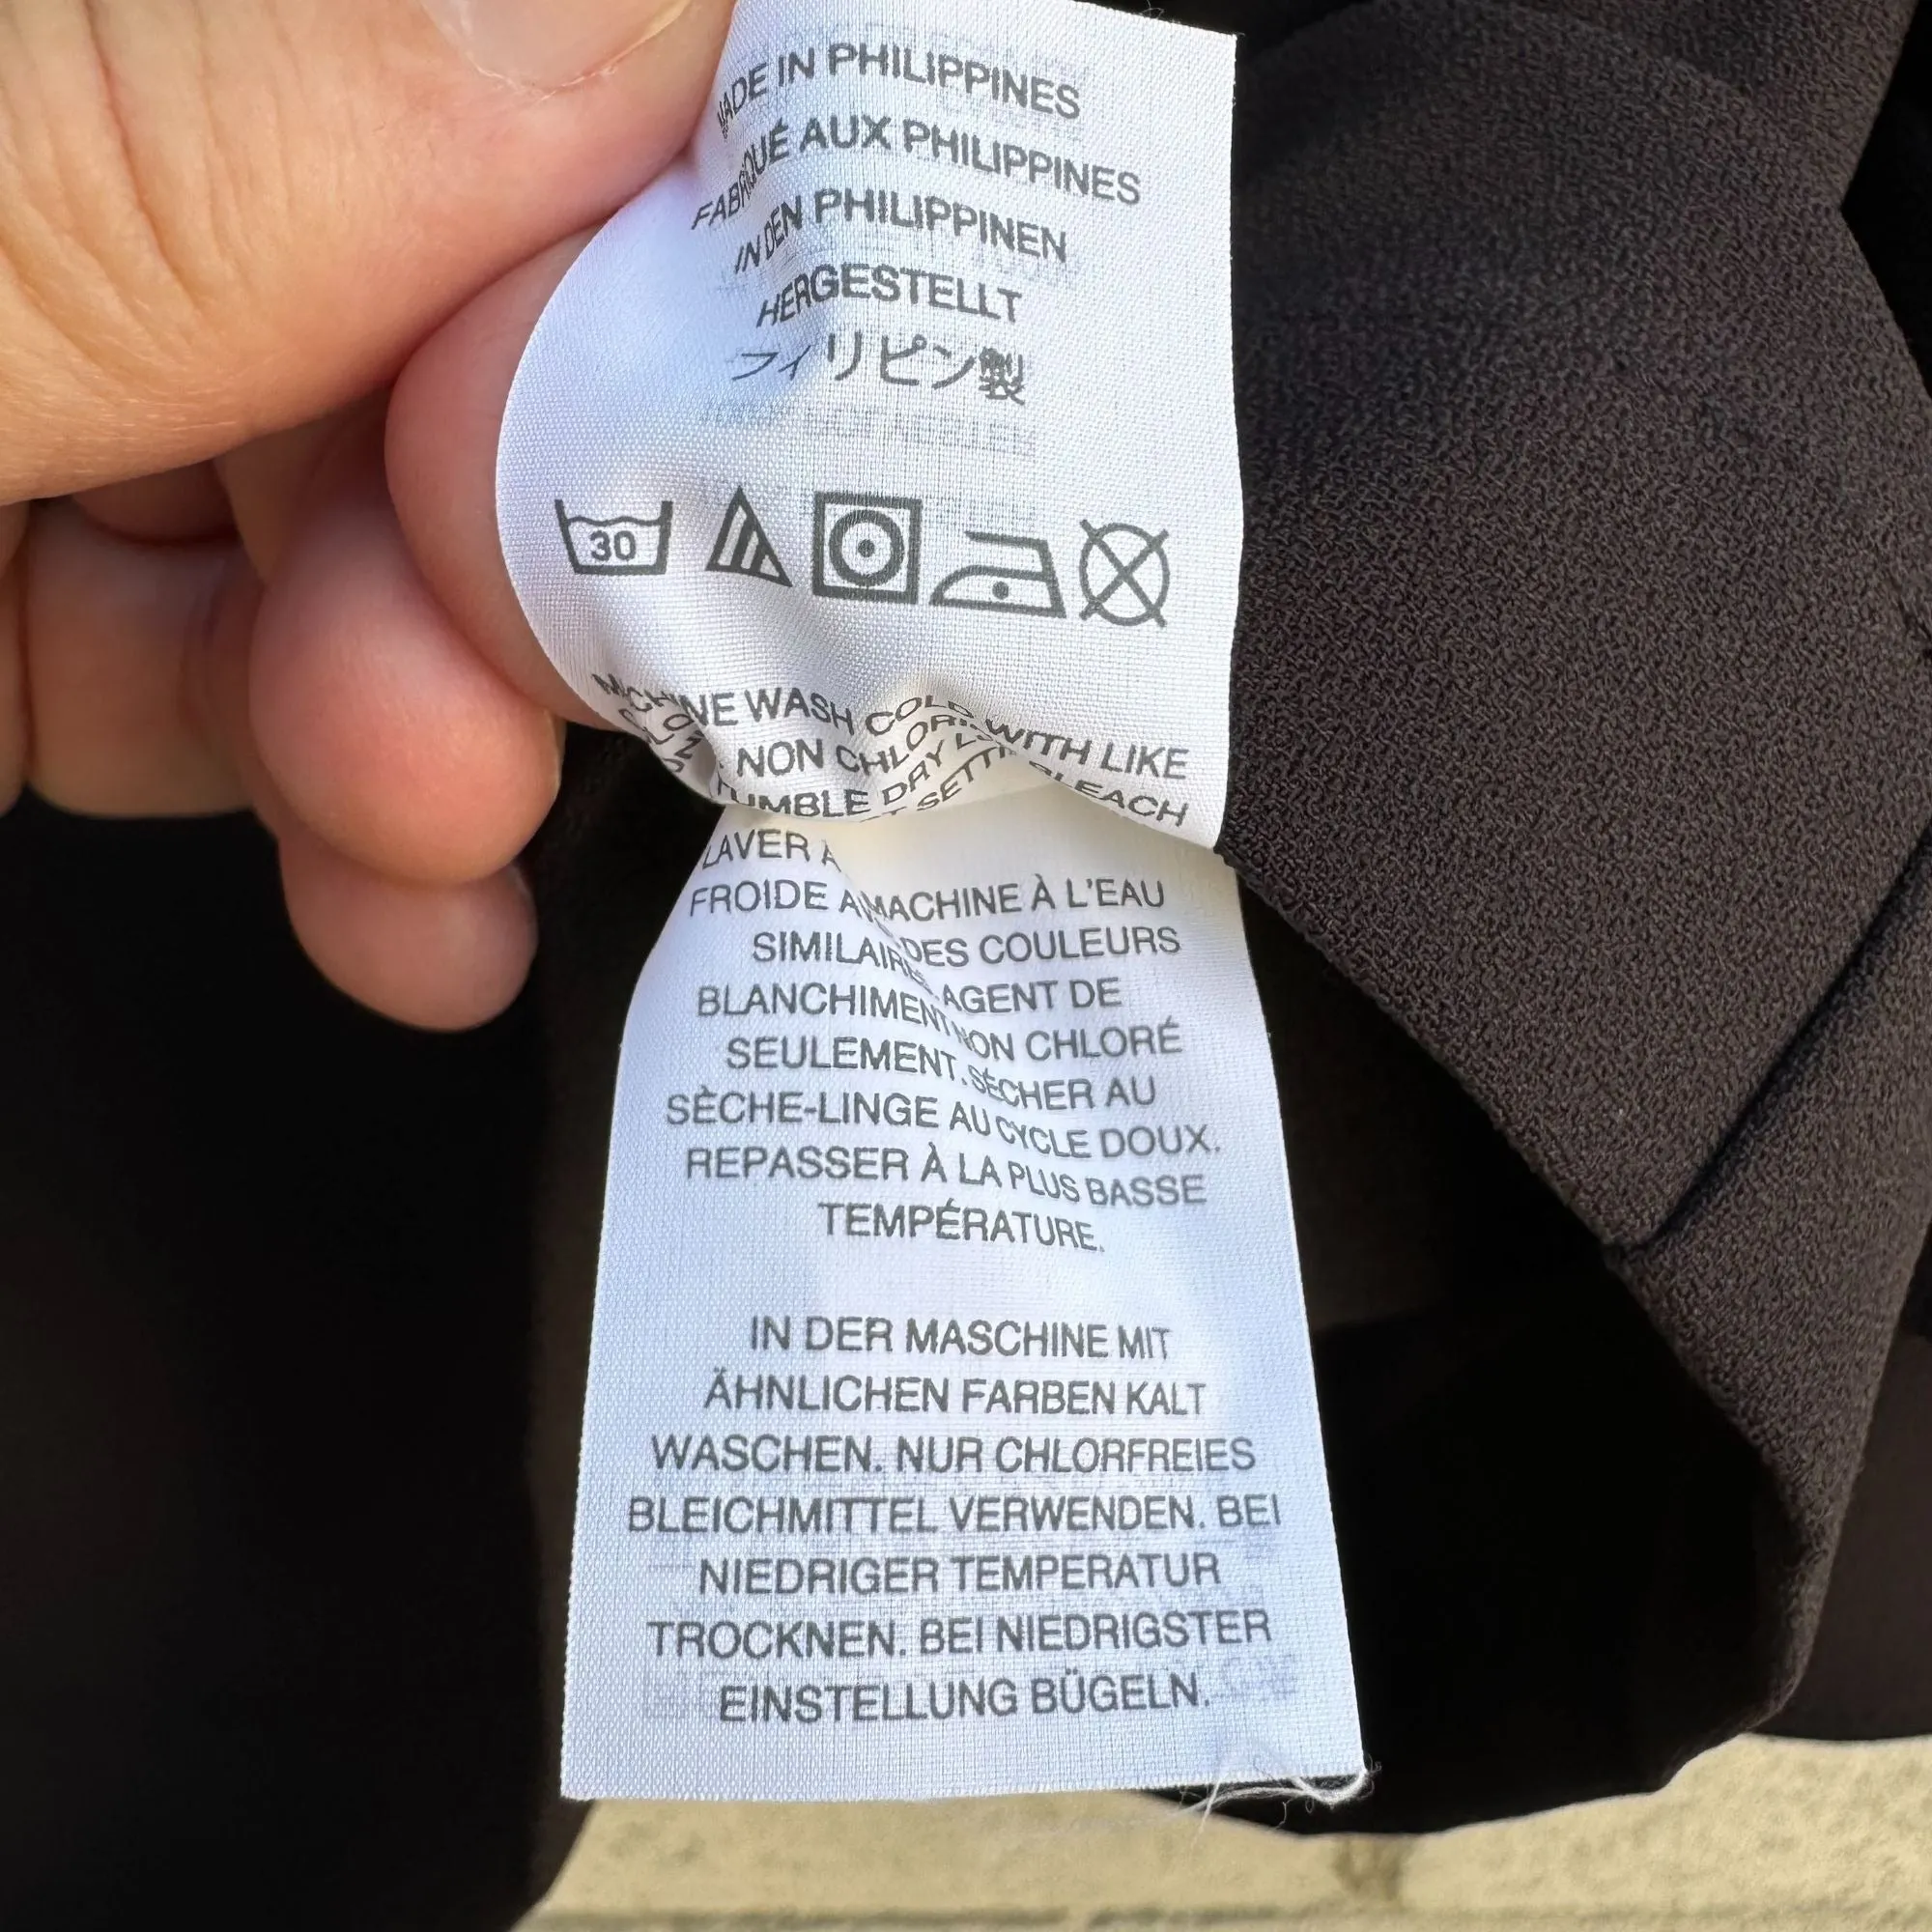 MADE IN PHILIPPINES
FABRIQUÉ AUX PHILIPPINES
IN DEN PHILIPPINEN
HERGESTELLT
フィリピン製
30
MACHINE WASH COLD WITH LIKE
NON CHLORINE BLEACH
TUMBLE DRY
SETTING
LAVER À
FROIDE AVEC MACHINE À L'EAU
SIMILAIRES DES COULEURS
BLANCHIMENT AGENT DE
SEULEMENT. NON CHLORÉ
SÈCHE-LINGE AU SÉCHER AU
CYCLE DOUX.
REPASSER À LA PLUS BASSE
TEMPÉRATURE.
IN DER MASCHINE MIT
ÄHNLICHEN FARBEN KALT
WASCHEN. NUR CHLORFREIES
BLEICHMITTEL VERWENDEN. BEI
NIEDRIGER TEMPERATUR
TROCKNEN. BEI NIEDRIGSTER
EINSTELLUNG BÜGELN.